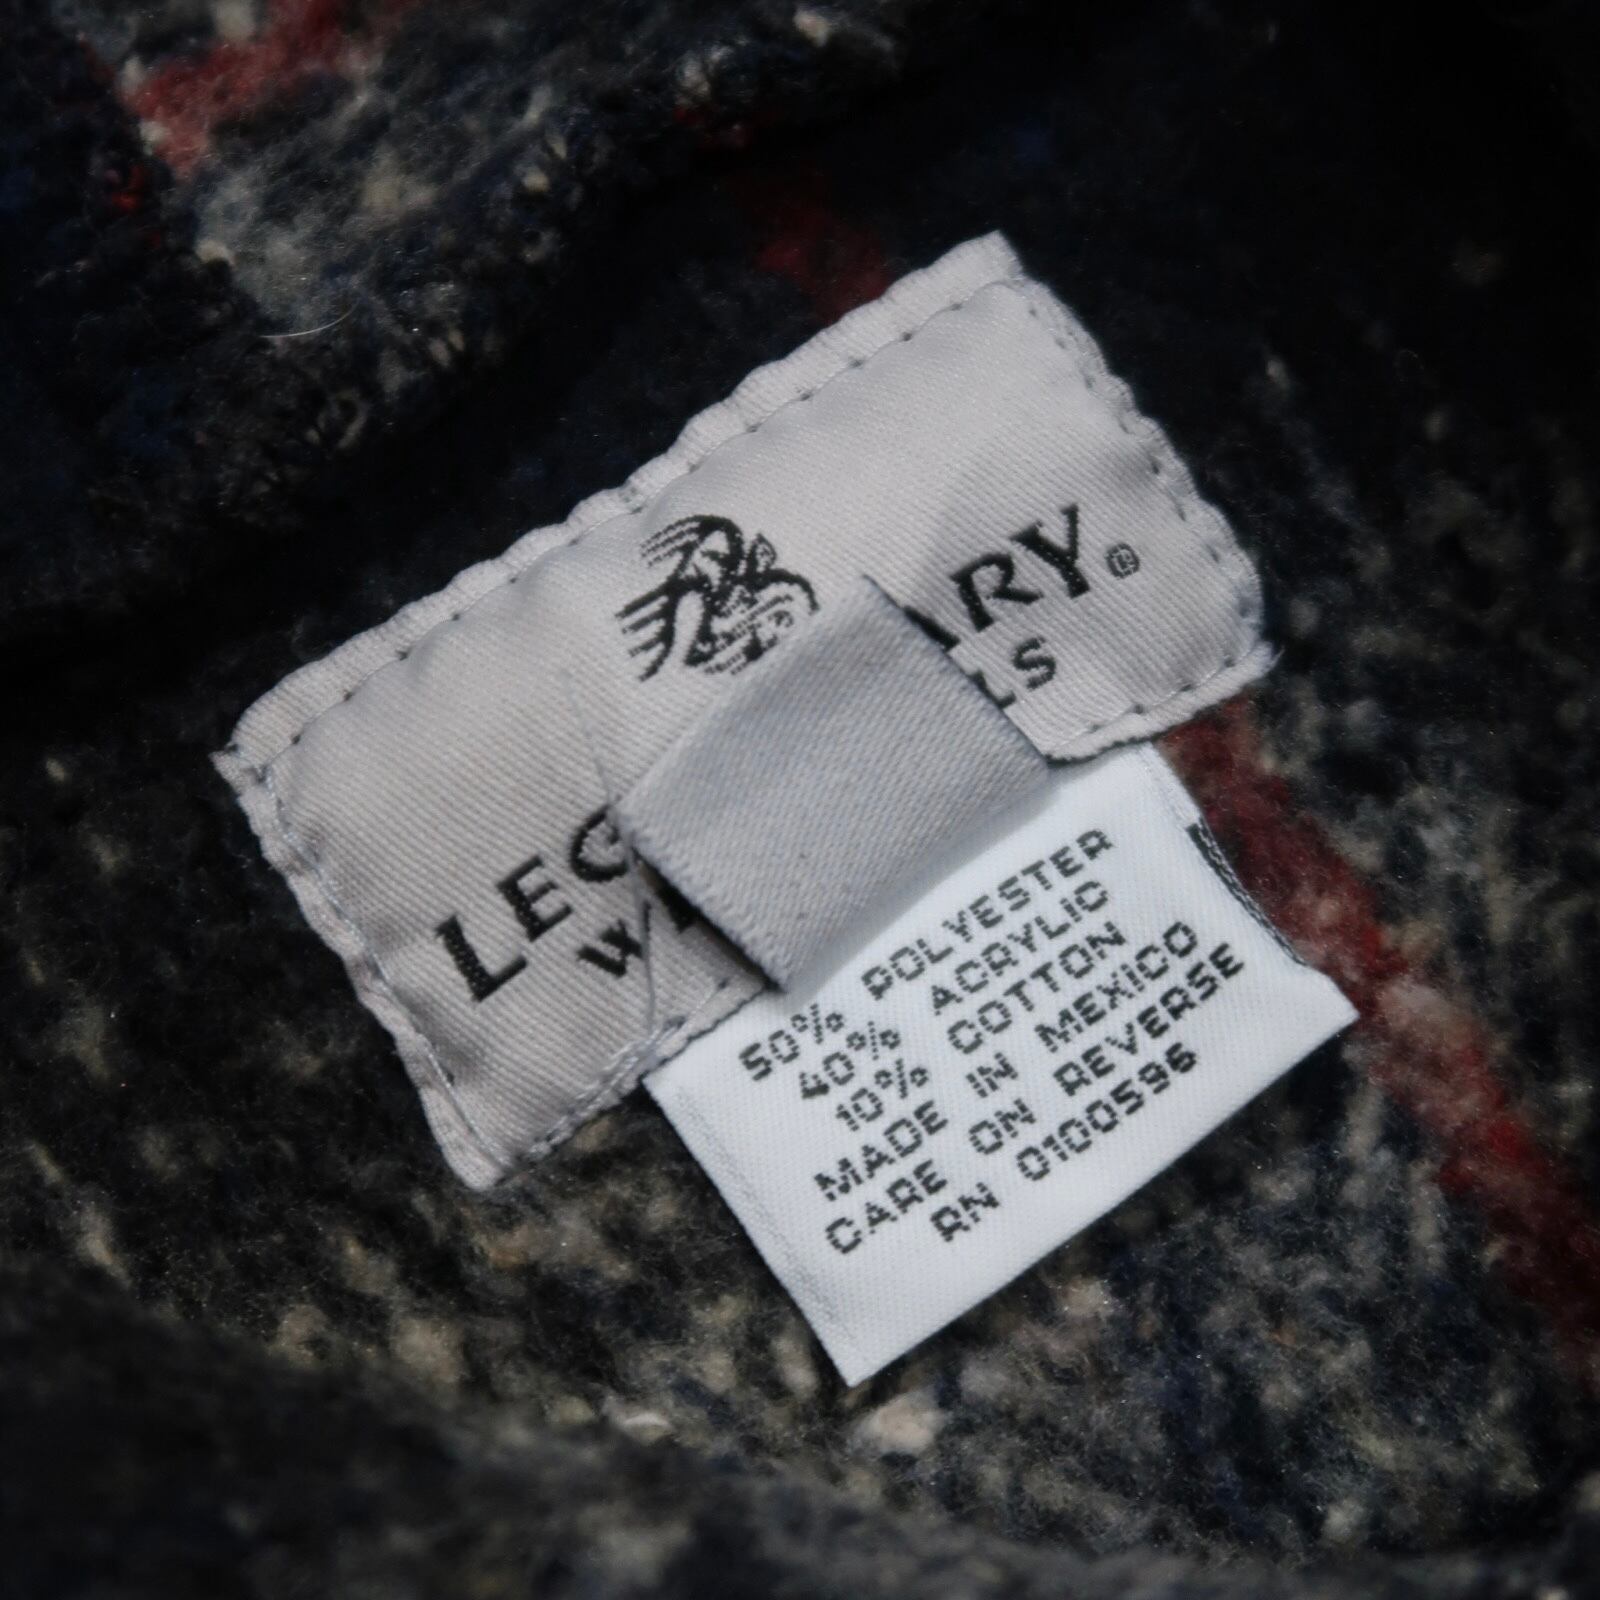 LEG ARY®
W LS
50% POLYESTER
40% ACRYLIC
10% COTTON
MADE IN MEXICO
CARE ON REVERSE
RN 0100596